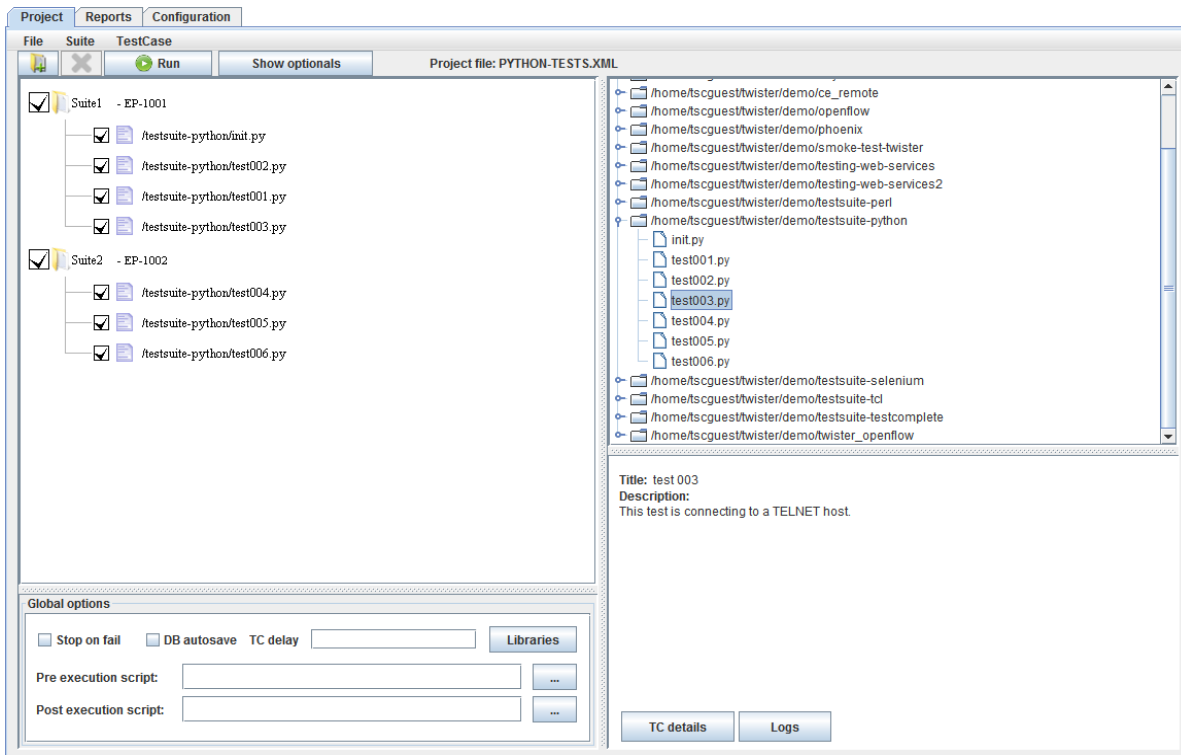 Project Reports Configuration
File Suite TestCase
Run Show optionals Project file: PYTHON-TESTS.XML
Suite1 - EP-1001
/testsuite-python/init.py
/testsuite-python/test002.py
/testsuite-python/test001.py
/testsuite-python/test003.py
Suite2 - EP-1002
/testsuite-python/test004.py
/testsuite-python/test005.py
/testsuite-python/test006.py
/home/tscguest/twister/demo/ce_remote
/home/tscguest/twister/demo/openflow
/home/tscguest/twister/demo/phoenix
/home/tscguest/twister/demo/smoke-test-twister
/home/tscguest/twister/demo/testing-web-services
/home/tscguest/twister/demo/testing-web-services2
/home/tscguest/twister/demo/testsuite-perl
/home/tscguest/twister/demo/testsuite-python
init.py
test001.py
test002.py
test003.py
test004.py
test005.py
test006.py
/home/tscguest/twister/demo/testsuite-selenium
/home/tscguest/twister/demo/testsuite-tcl
/home/tscguest/twister/demo/testsuite-testcomplete
/home/tscguest/twister/demo/twister_openflow
Global options
Stop on fail DB autosave TC delay Libraries
Pre execution script: ...
Post execution script: ...
Title: test 003
Description:
This test is connecting to a TELNET host.
TC details Logs